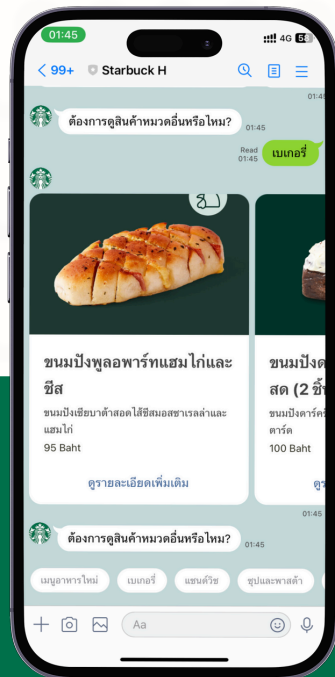 01:45
4G 58
99+ Starbuck H
01:45
ต้องการดูสินค้าหมวดอื่นหรือไหม?
01:45
Read
01:45
เบเกอรี่
ขนมปังพูลอพาร์ทแฮมไก่และ
ชีส
ขนมปังเชียบาต้าสอดไส้ชีสมอสซาเรลล่าและ
แฮมไก่
95 Baht
ดูรายละเอียดเพิ่มเติม
ขนมปังด
สด (2 ชิ้น
ขนมปังดาร์ค
ตาร์ด
100 Baht
ดูร
01:45
ต้องการดูสินค้าหมวดอื่นหรือไหม?
01:45
เมนูอาหารใหม่
เบเกอรี่
แซนด์วิช
ซุปและพาสต้า
Aa